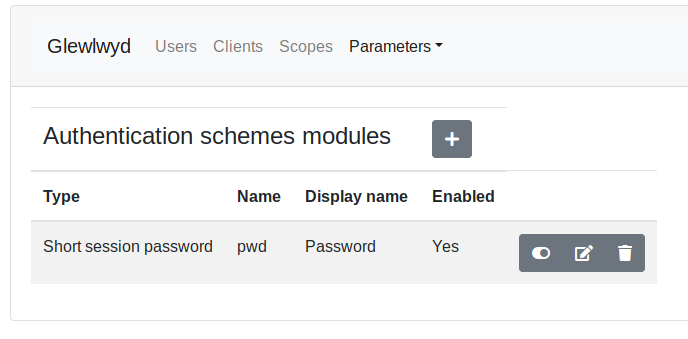 Glewlwyd Users Clients Scopes Parameters
Authentication schemes modules
Type Name Display name Enabled
Short session password pwd Password Yes